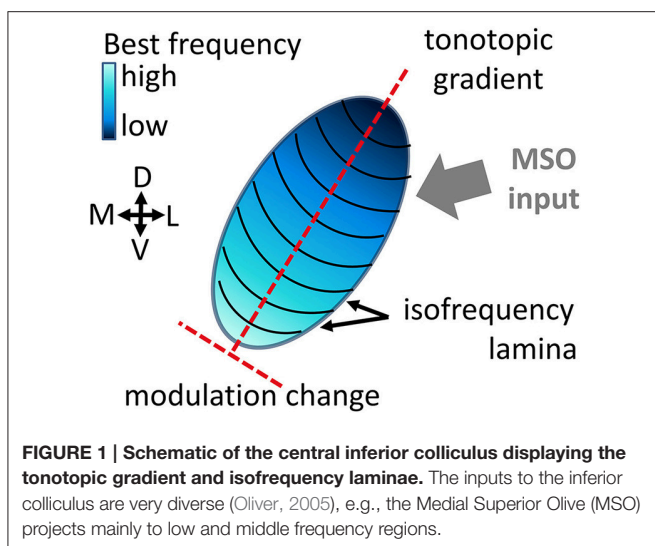 Best frequency
high
low
tonotopic
gradient
D
M L
V
MSO
input
isofrequency
lamina
modulation change
FIGURE 1 | Schematic of the central inferior colliculus displaying the
tonotopic gradient and isofrequency laminae. The inputs to the inferior
colliculus are very diverse (Oliver, 2005), e.g., the Medial Superior Olive (MSO)
projects mainly to low and middle frequency regions.